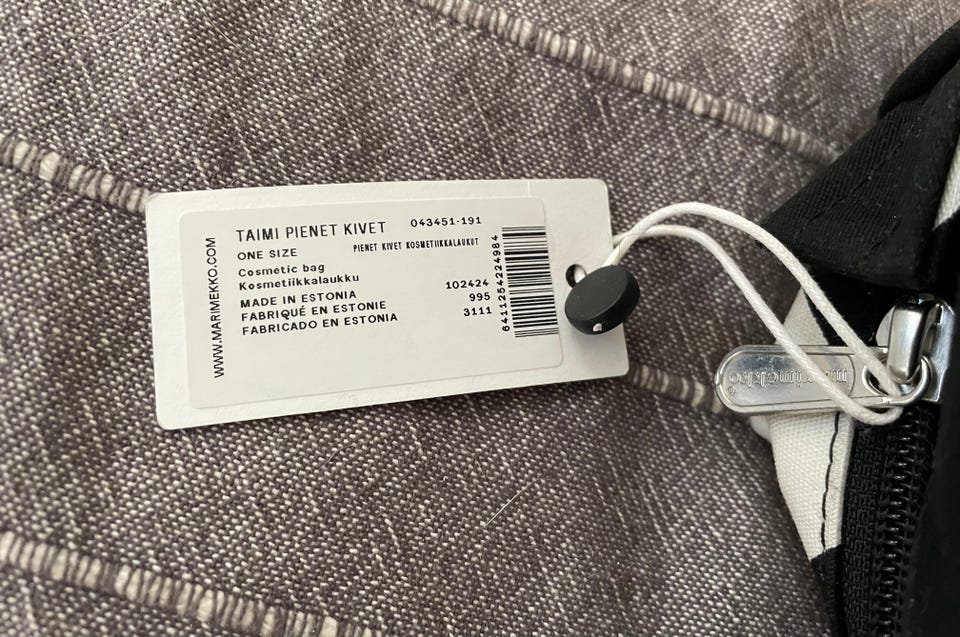 WWW.MARIMEKKO.COM
TAIMI PIENET KIVET 043451-191
ONE SIZE PIENET KIVET KOSMETIIKKALAUKUT
Cosmetic bag
Kosmetiikkalaukku 102424
MADE IN ESTONIA 995
FABRIQUÉ EN ESTONIE 3111
FABRICADO EN ESTONIA
6411254224984
marimekko®